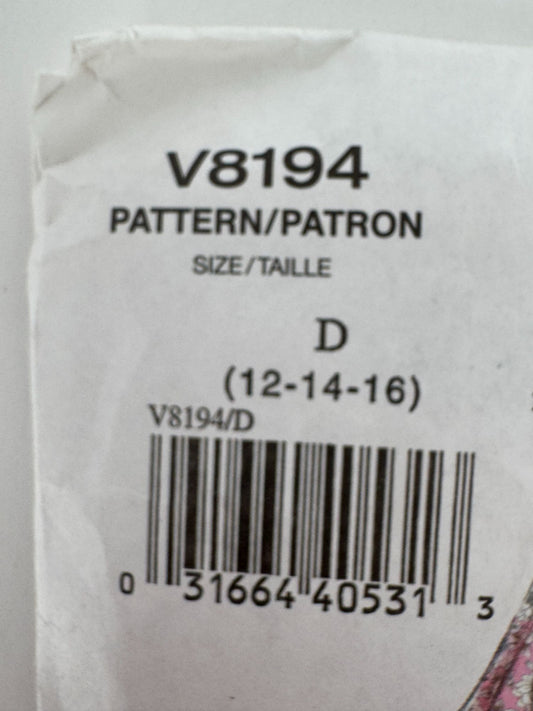 V8194
PATTERN/PATRON
SIZE/TAILLE
D
(12-14-16)
V8194/D
0 31664 40531 3